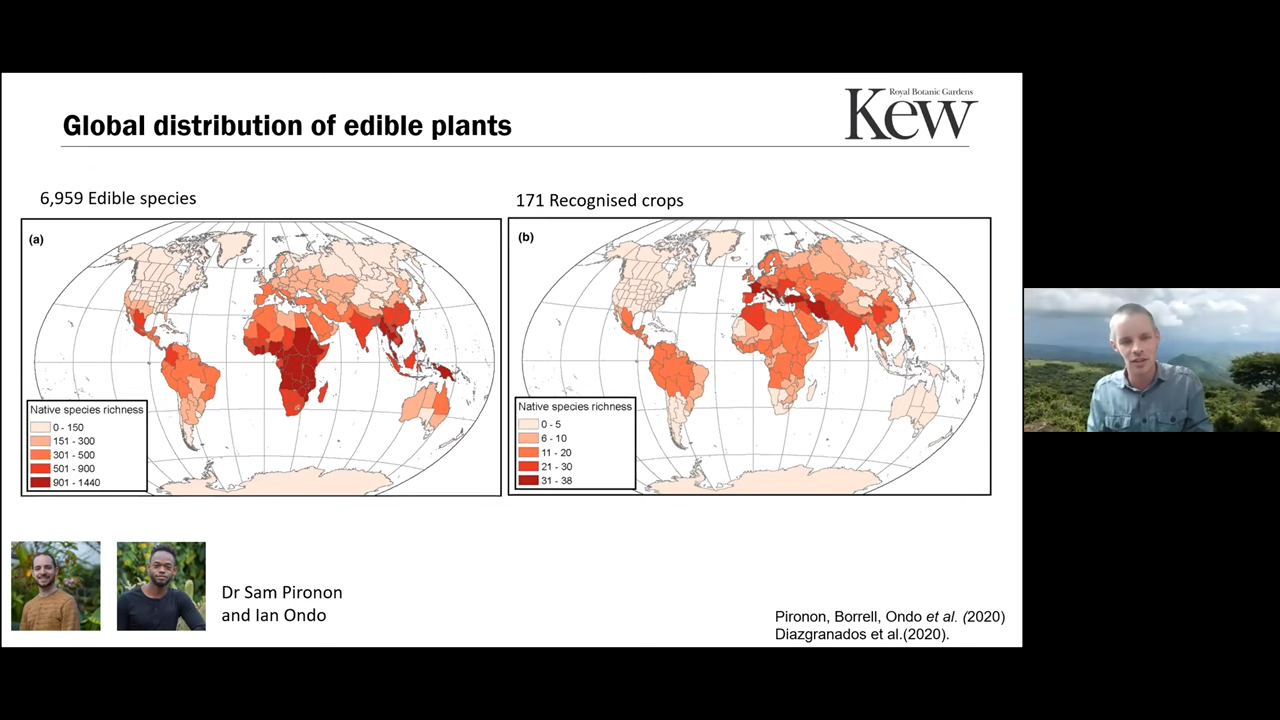 Royal Botanic Gardens
Kew
Global distribution of edible plants
6,959 Edible species
171 Recognised crops
(a)
Native species richness
0 - 150
151 - 300
301 - 500
501 - 900
901 - 1440
(b)
Native species richness
0 - 5
6 - 10
11 - 20
21 - 30
31 - 38
Dr Sam Pironon
and Ian Ondo
Pironon, Borrell, Ondo et al. (2020)
Diazgranados et al.(2020).